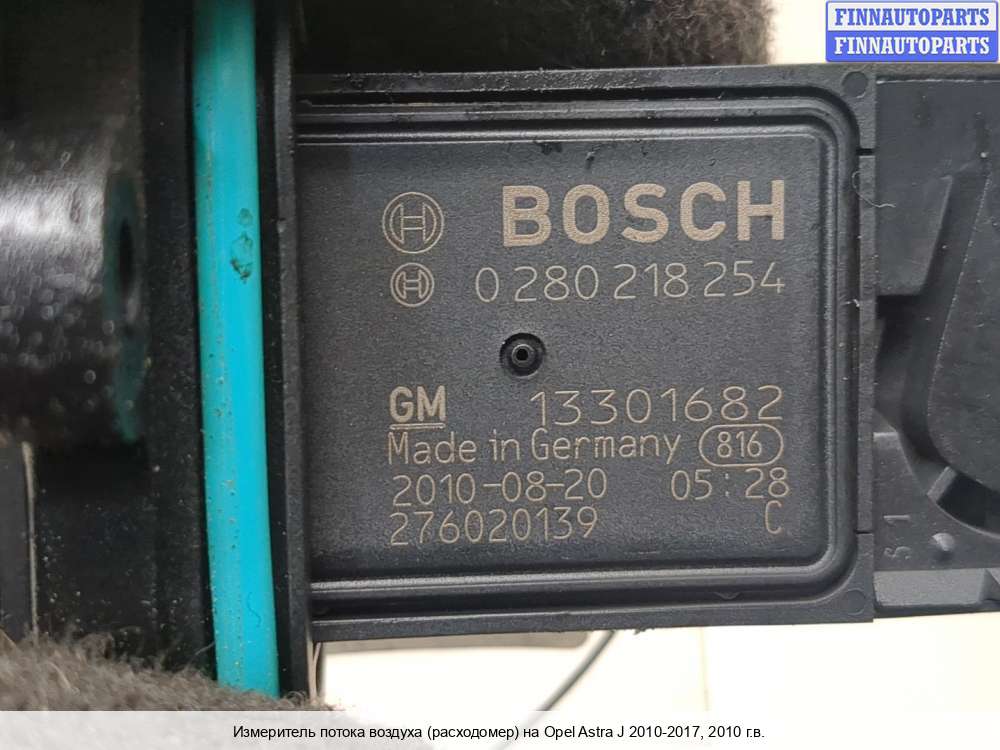 FINNAUTOPARTS
FINNAUTOPARTS
BOSCH
0 280 218 254
GM 13301682
Made in Germany 816
2010-08-20 05:28
276020139 C
Измеритель потока воздуха (расходомер) на Opel Astra J 2010-2017, 2010 г.в.